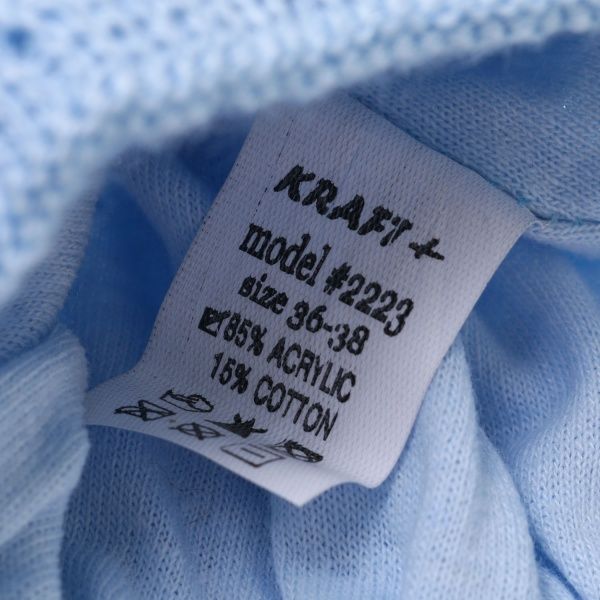 KRAFT+
model #2223
size 36-38
85% ACRYLIC
15% COTTON